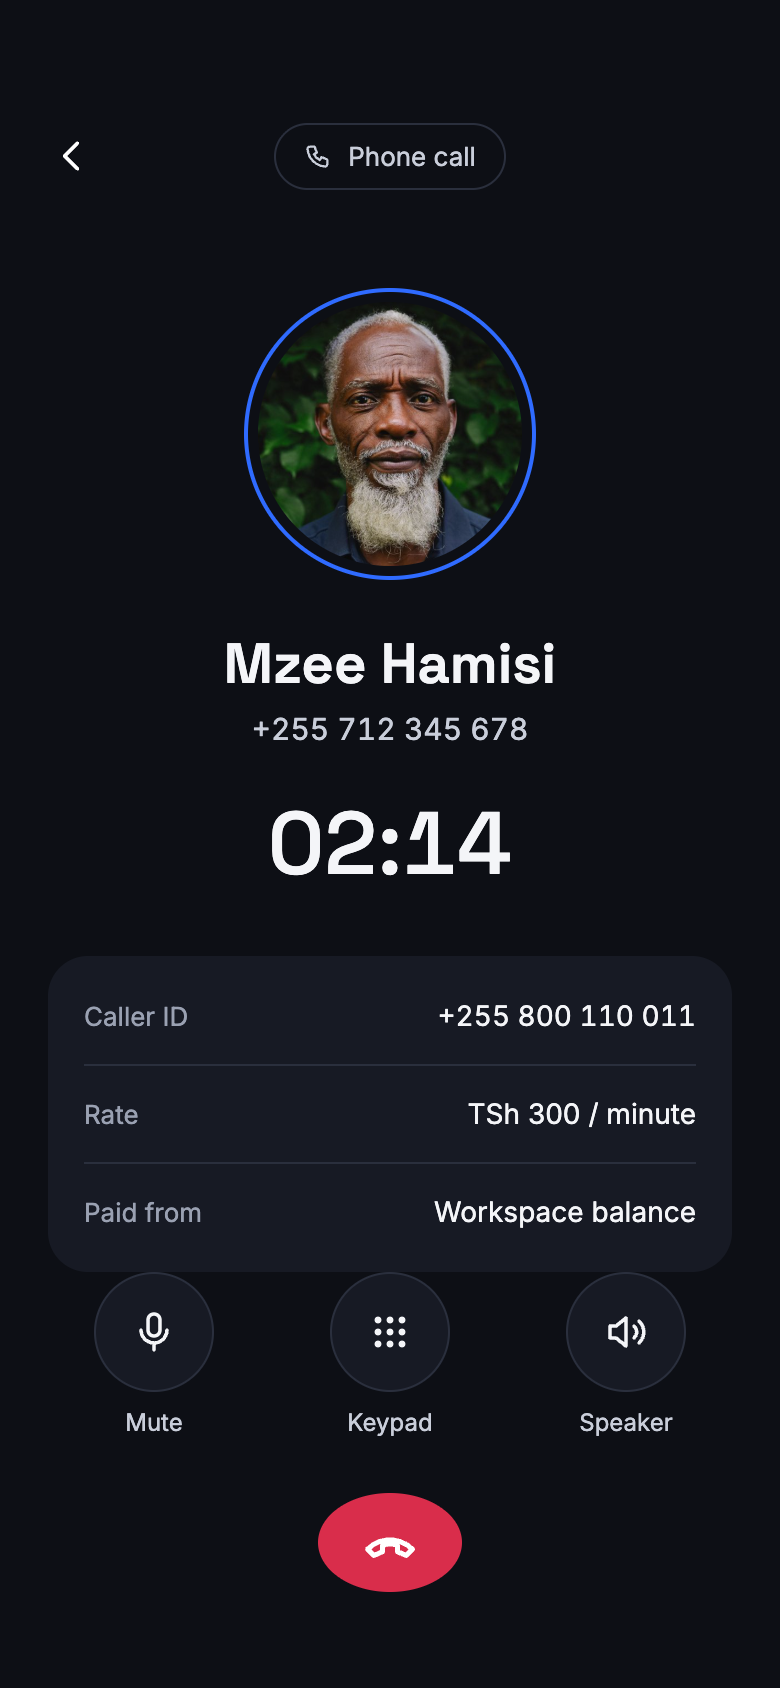 Phone call
Mzee Hamisi
+255 712 345 678
02:14
Caller ID +255 800 110 011
Rate TSh 300 / minute
Paid from Workspace balance
Mute Keypad Speaker